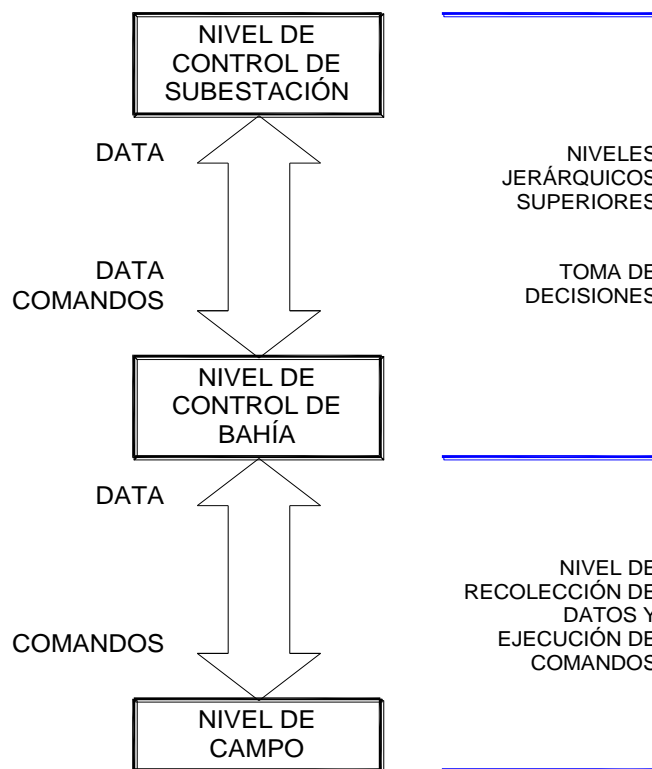 NIVEL DE
CONTROL DE
SUBESTACIÓN
DATA
NIVELES
JERÁRQUICOS
SUPERIORES
DATA
COMANDOS
TOMA DE
DECISIONES
NIVEL DE
CONTROL DE
BAHÍA
DATA
NIVEL DE
RECOLECCIÓN DE
DATOS Y
EJECUCIÓN DE
COMANDOS
COMANDOS
NIVEL DE
CAMPO